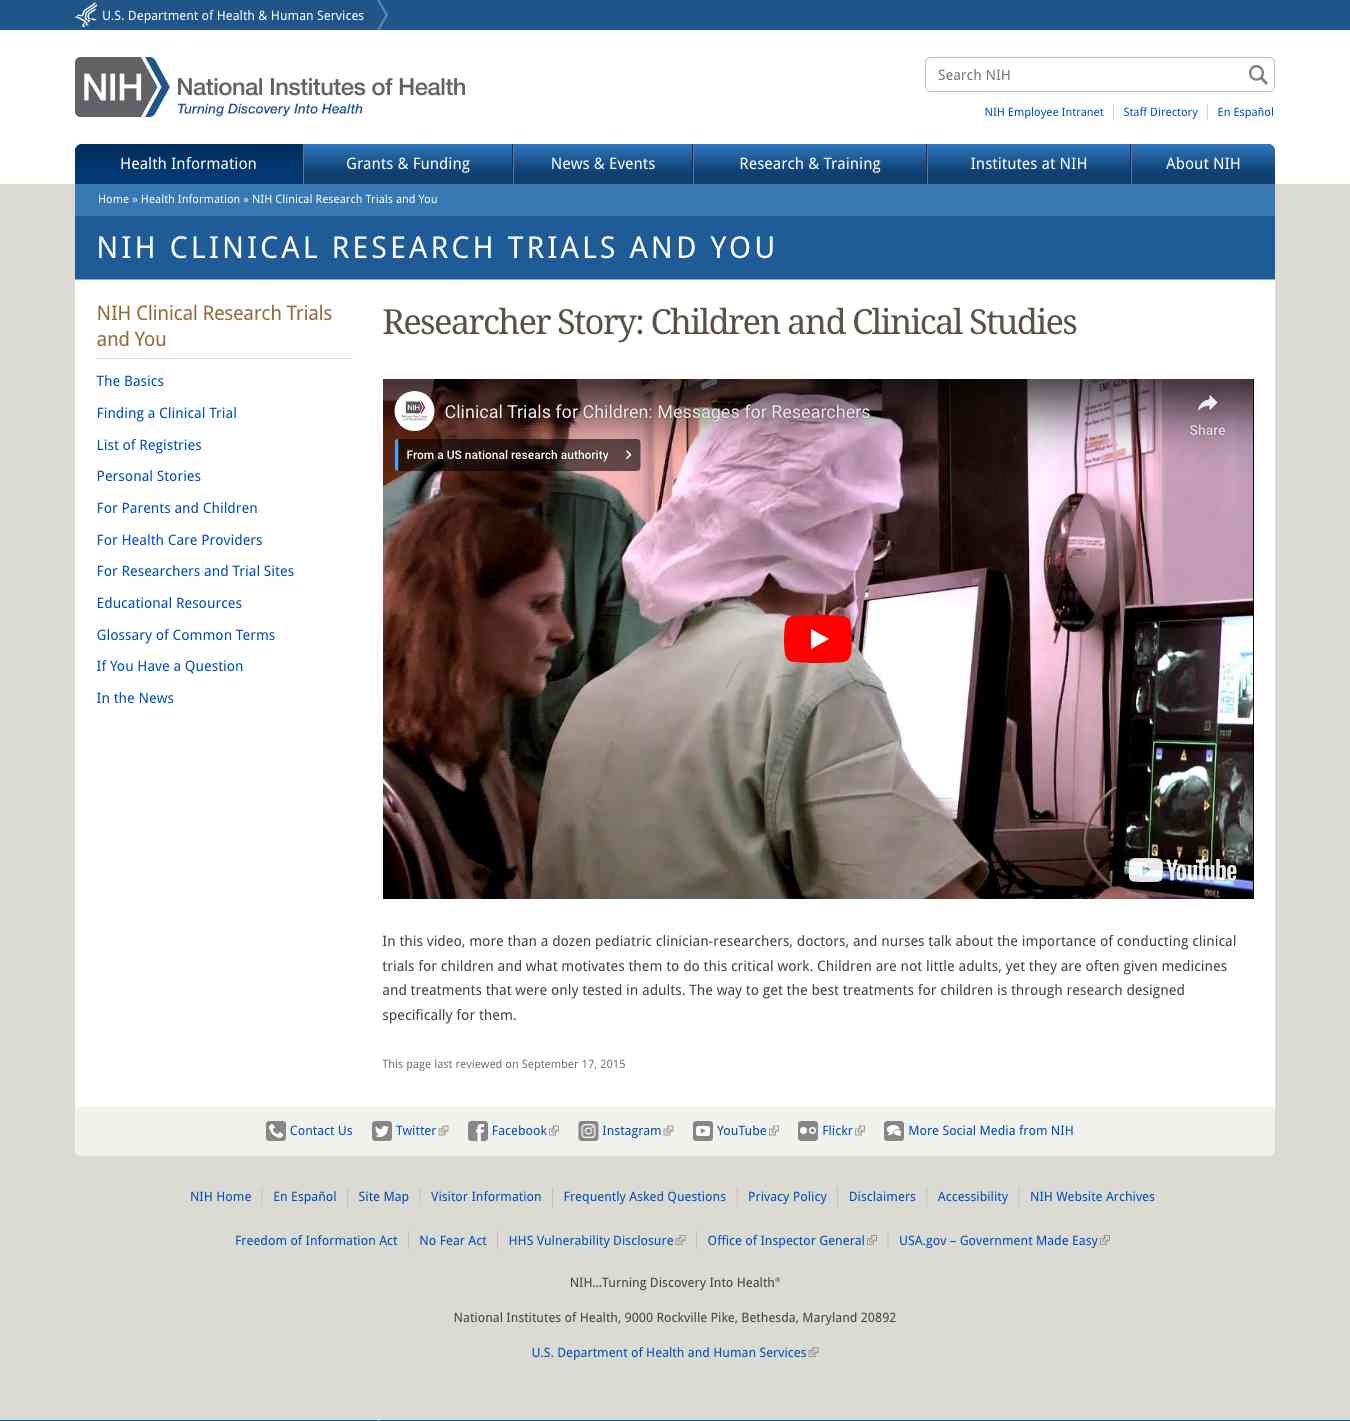 U.S. Department of Health & Human Services
NIH National Institutes of Health
Turning Discovery Into Health
Search NIH
NIH Employee Intranet
Staff Directory
En Español
Health Information
Grants & Funding
News & Events
Research & Training
Institutes at NIH
About NIH
Home » Health Information » NIH Clinical Research Trials and You
NIH CLINICAL RESEARCH TRIALS AND YOU
NIH Clinical Research Trials
and You
The Basics
Finding a Clinical Trial
List of Registries
Personal Stories
For Parents and Children
For Health Care Providers
For Researchers and Trial Sites
Educational Resources
Glossary of Common Terms
If You Have a Question
In the News
Researcher Story: Children and Clinical Studies
NIH
Clinical Trials for Children: Messages for Researchers
Share
From a US national research authority
YouTube
DELL
In this video, more than a dozen pediatric clinician-researchers, doctors, and nurses talk about the importance of conducting clinical
trials for children and what motivates them to do this critical work. Children are not little adults, yet they are often given medicines
and treatments that were only tested in adults. The way to get the best treatments for children is through research designed
specifically for them.
This page last reviewed on September 17, 2015
Contact Us
Twitter
Facebook
Instagram
YouTube
Flickr
More Social Media from NIH
NIH Home
En Español
Site Map
Visitor Information
Frequently Asked Questions
Privacy Policy
Disclaimers
Accessibility
NIH Website Archives
Freedom of Information Act
No Fear Act
HHS Vulnerability Disclosure
Office of Inspector General
USA.gov – Government Made Easy
NIH...Turning Discovery Into Health®
National Institutes of Health, 9000 Rockville Pike, Bethesda, Maryland 20892
U.S. Department of Health and Human Services